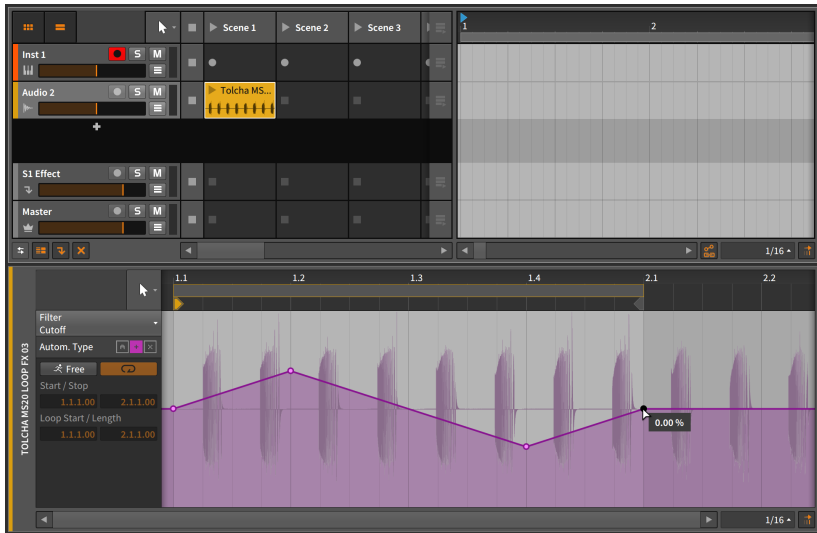 Scene 1
Scene 2
Scene 3
1
2
Inst 1
S
M
Audio 2
S
M
Tolcha MS...
S1 Effect
S
M
Master
S
M
1/16
1.1
1.2
1.3
1.4
2.1
2.2
Filter
Cutoff
Autom. Type
Free
Start / Stop
1.1.1.00
2.1.1.00
Loop Start / Length
1.1.1.00
2.1.1.00
TOLCHA MS20 LOOP FX 03
0.00 %
1/16